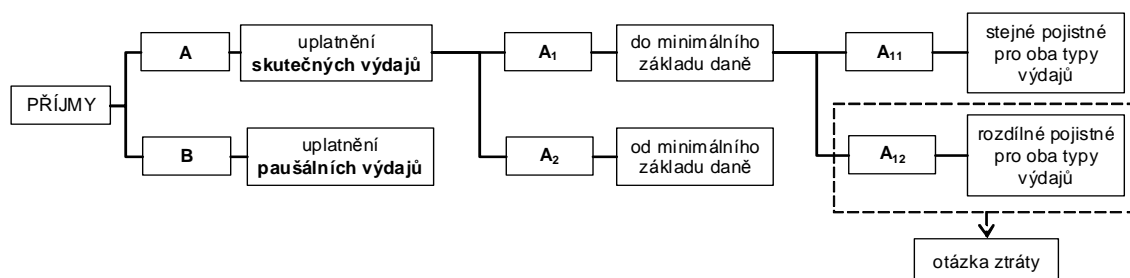 PŘÍJMY
A
uplatnění
skutečných výdajů
A₁
do minimálního
základu daně
A₁₁
stejné pojistné
pro oba typy
výdajů
B
uplatnění
paušálních výdajů
A₂
od minimálního
základu daně
A₁₂
rozdílné pojistné
pro oba typy
výdajů
otázka ztráty